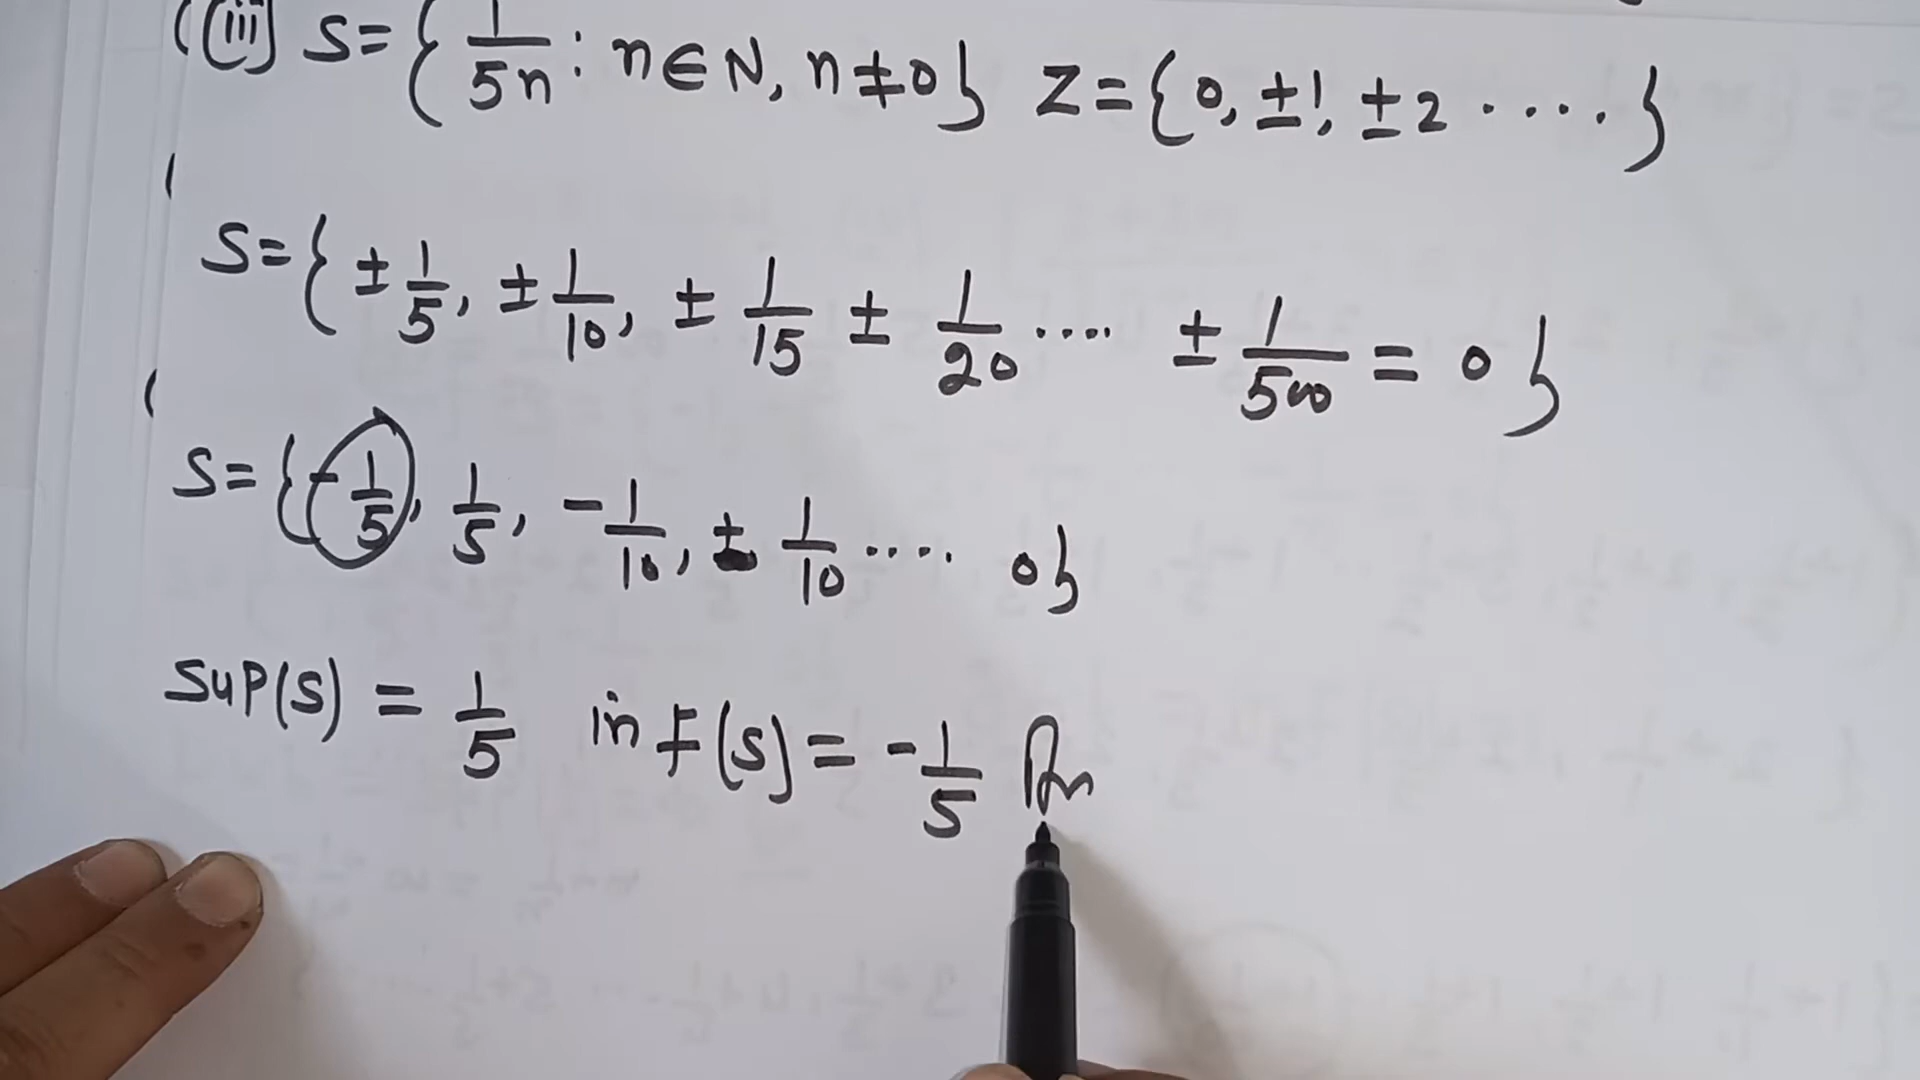 (iii) S={1/5n : n∈N, n≠0} Z={0, ±1, ±2 .....}
S={±1/5, ±1/10, ±1/15 ±1/20 .... ±1/5∞ = 0}
S={-1/5, 1/5, -1/10, ±1/10 .... 0}
SuP(S) = 1/5 inf(S) = -1/5 An